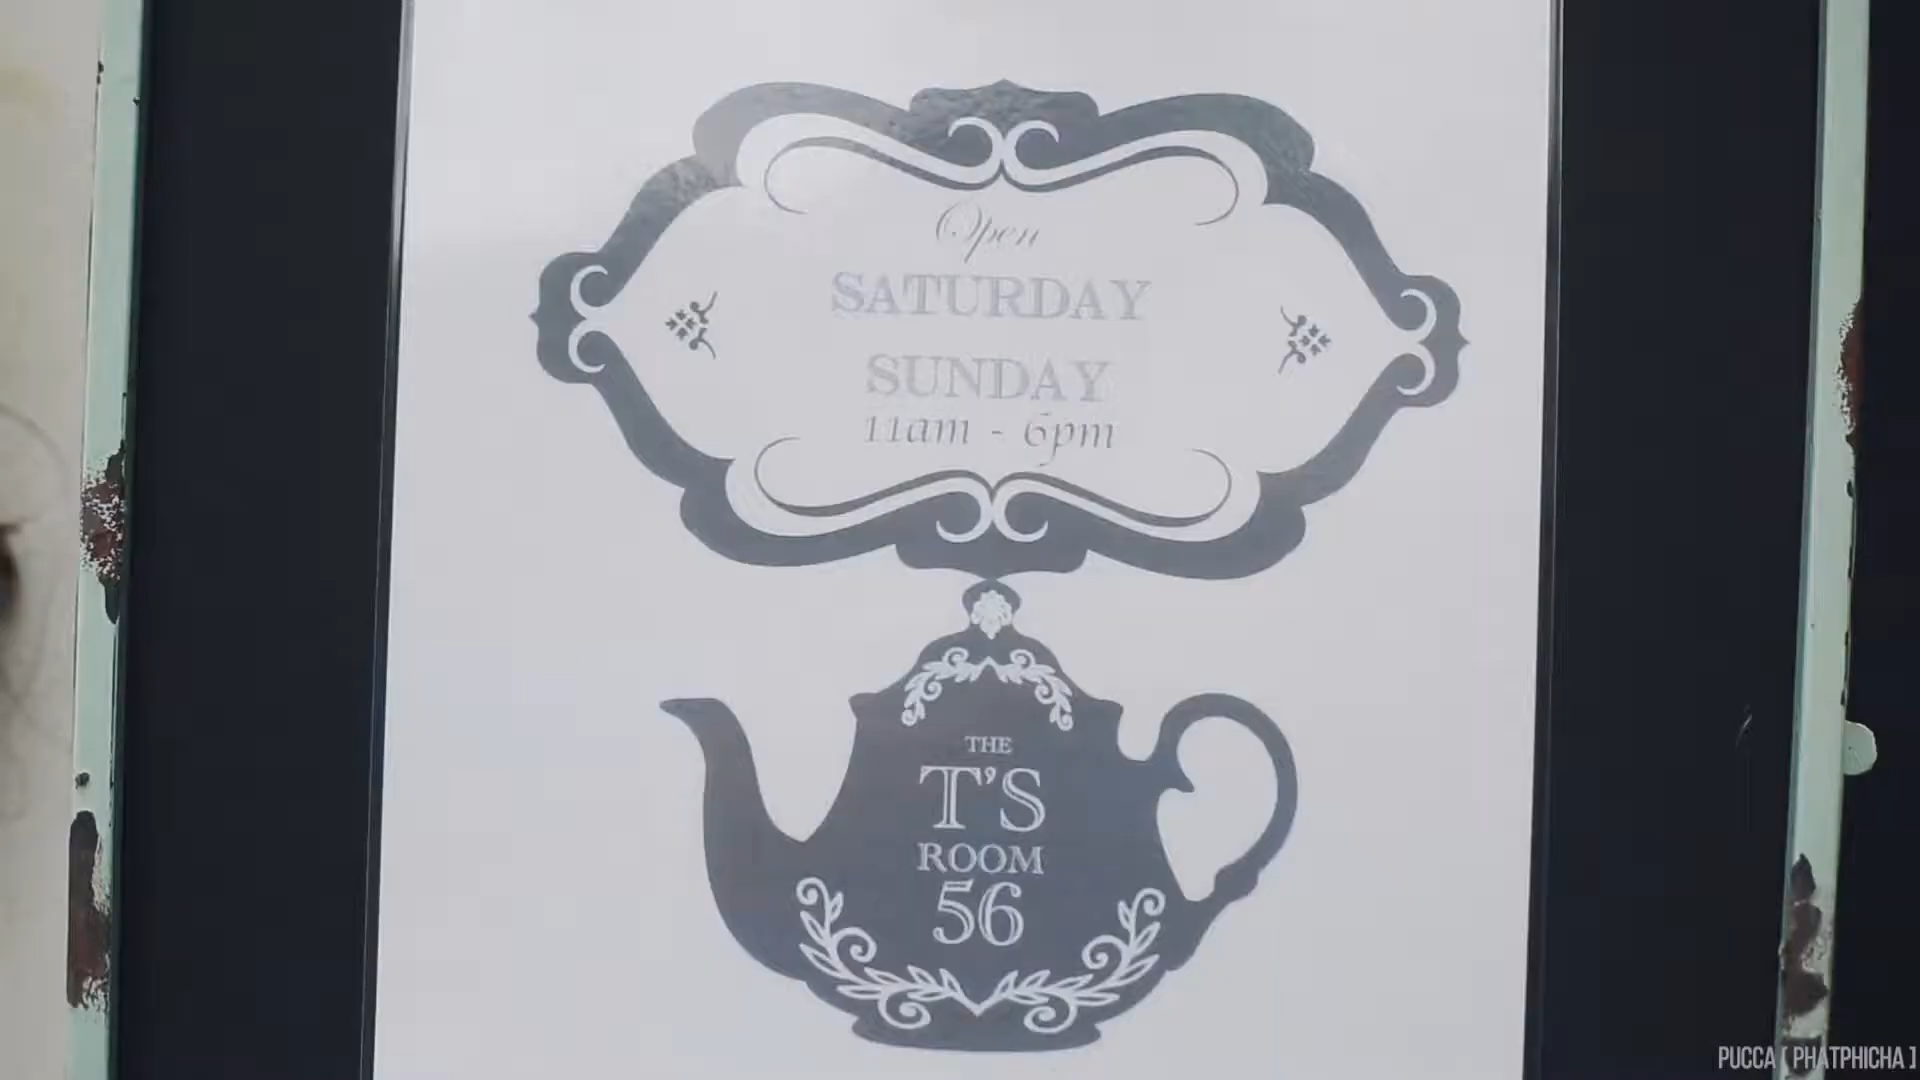 Open
SATURDAY
SUNDAY
11am - 6pm
THE
T'S
ROOM
56
PUCCA [ PHATPHICHA ]